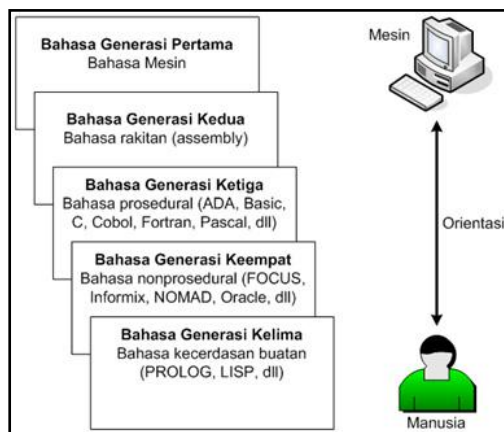 Bahasa Generasi Pertama
Bahasa Mesin
Bahasa Generasi Kedua
Bahasa rakitan (assembly)
Bahasa Generasi Ketiga
Bahasa prosedural (ADA, Basic,
C, Cobol, Fortran, Pascal, dll)
Bahasa Generasi Keempat
Bahasa nonprosedural (FOCUS,
Informix, NOMAD, Oracle, dll)
Bahasa Generasi Kelima
Bahasa kecerdasan buatan
(PROLOG, LISP, dll)
Mesin
Orientasi
Manusia